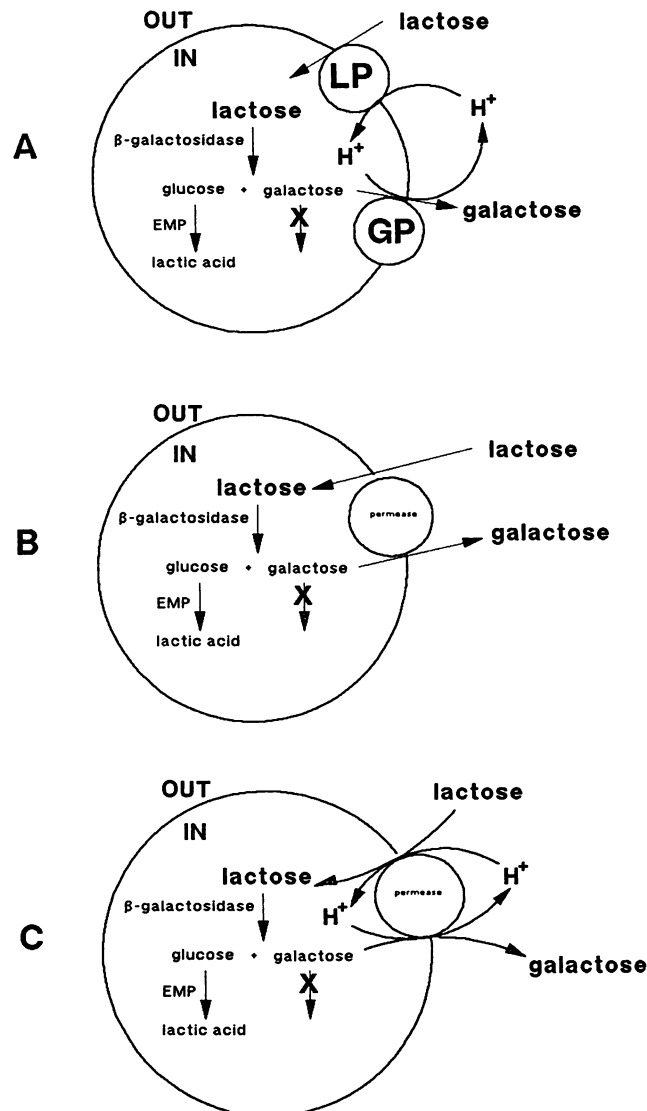 OUT
lactose
IN
LP
lactose
H+
A
β-galactosidase
H+
glucose + galactose
galactose
X
EMP
GP
lactic acid
OUT
IN
lactose
lactose
permease
β-galactosidase
B
galactose
glucose + galactose
X
EMP
lactic acid
OUT
lactose
IN
lactose
permease
H+
β-galactosidase
H+
C
glucose + galactose
galactose
X
EMP
lactic acid